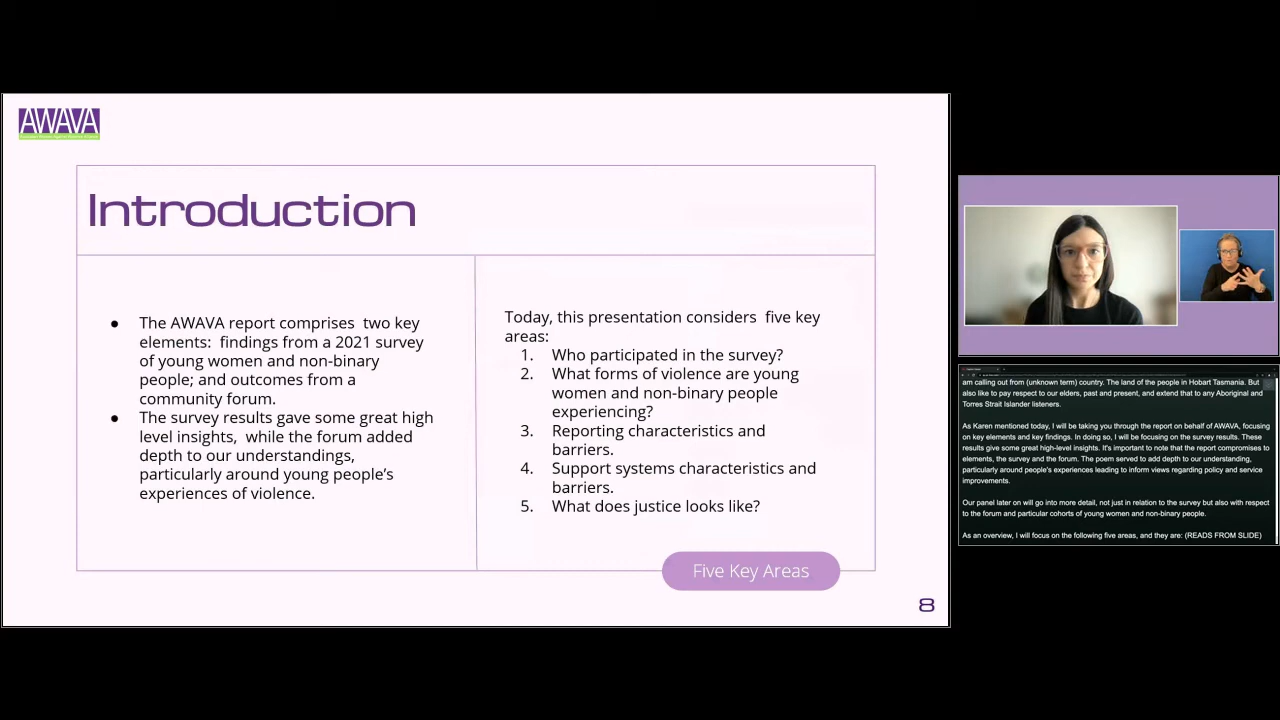 AWAVA
Introduction
● The AWAVA report comprises two key
elements: findings from a 2021 survey
of young women and non-binary
people; and outcomes from a
community forum.
● The survey results gave some great high
level insights, while the forum added
depth to our understandings,
particularly around young people's
experiences of violence.
Today, this presentation considers five key
areas:
1. Who participated in the survey?
2. What forms of violence are young
women and non-binary people
experiencing?
3. Reporting characteristics and
barriers.
4. Support systems characteristics and
barriers.
5. What does justice looks like?
Five Key Areas
8
am calling out from (unknown term) country. The land of the people in Hobart Tasmania. But
also like to pay respect to our elders, past and present, and extend that to any Aboriginal and
Torres Strait Islander listeners.
As Karen mentioned today, I will be taking you through the report on behalf of AWAVA, focusing
on key elements and key findings. In doing so, I will be focusing on the survey results. These
results give some great high-level insights. It's important to note that the report compromises to
elements, the survey and the forum. The poem served to add depth to our understanding,
particularly around people's experiences leading to inform views regarding policy and service
improvements.
Our panel later on will go into more detail, not just in relation to the survey but also with respect
to the forum and particular cohorts of young women and non-binary people.
As an overview, I will focus on the following five areas, and they are: (READS FROM SLIDE)